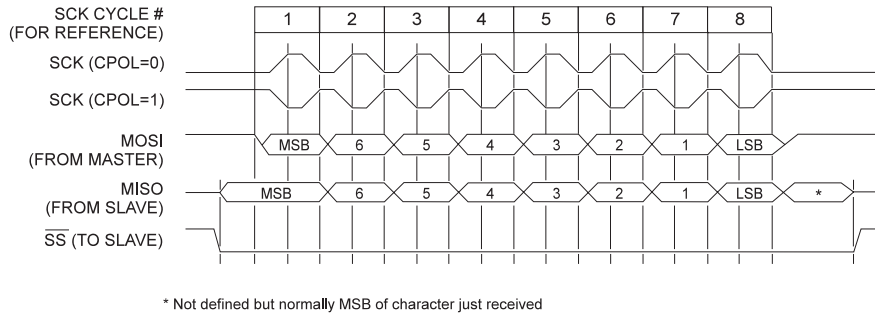 SCK CYCLE # 1 2 3 4 5 6 7 8
(FOR REFERENCE)
SCK (CPOL=0)
SCK (CPOL=1)
MOSI MSB 6 5 4 3 2 1 LSB
(FROM MASTER)
MISO MSB 6 5 4 3 2 1 LSB *
(FROM SLAVE)
SS (TO SLAVE)
* Not defined but normally MSB of character just received